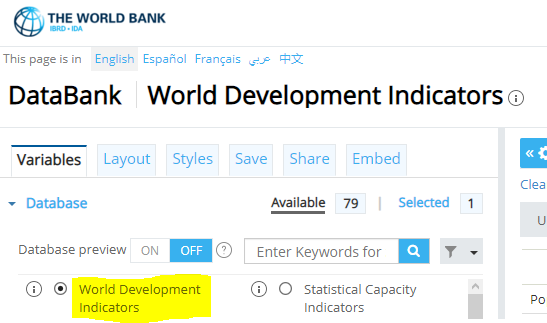 THE WORLD BANK
IBRD • IDA
This page is in English Español Français عربي 中文
DataBank World Development Indicators
Variables Layout Styles Save Share Embed
Clea
Database Available 79 | Selected 1
U
Database preview ON OFF ? Enter Keywords for
World Development Indicators
Statistical Capacity Indicators
Po